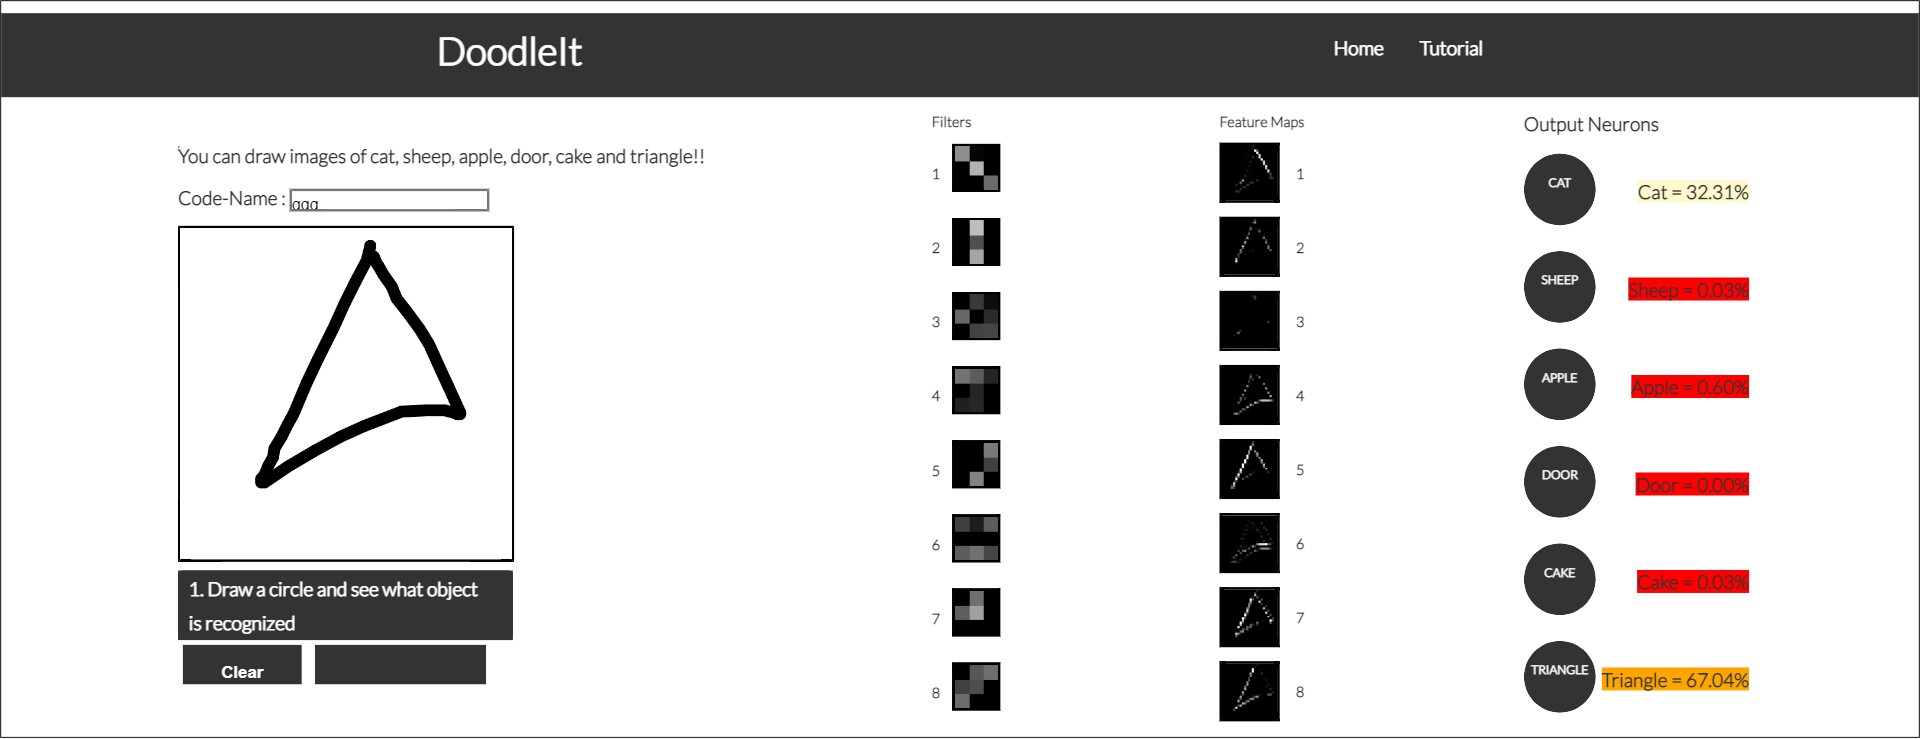 DoodleIt
Home Tutorial
You can draw images of cat, sheep, apple, door, cake and triangle!!
Code-Name :
1. Draw a circle and see what object
is recognized
Clear
Filters
1
2
3
4
5
6
7
8
Feature Maps
1
2
3
4
5
6
7
8
Output Neurons
CAT Cat = 32.31%
SHEEP Sheep = 0.03%
APPLE Apple = 0.60%
DOOR Door = 0.00%
CAKE Cake = 0.03%
TRIANGLE Triangle = 67.04%